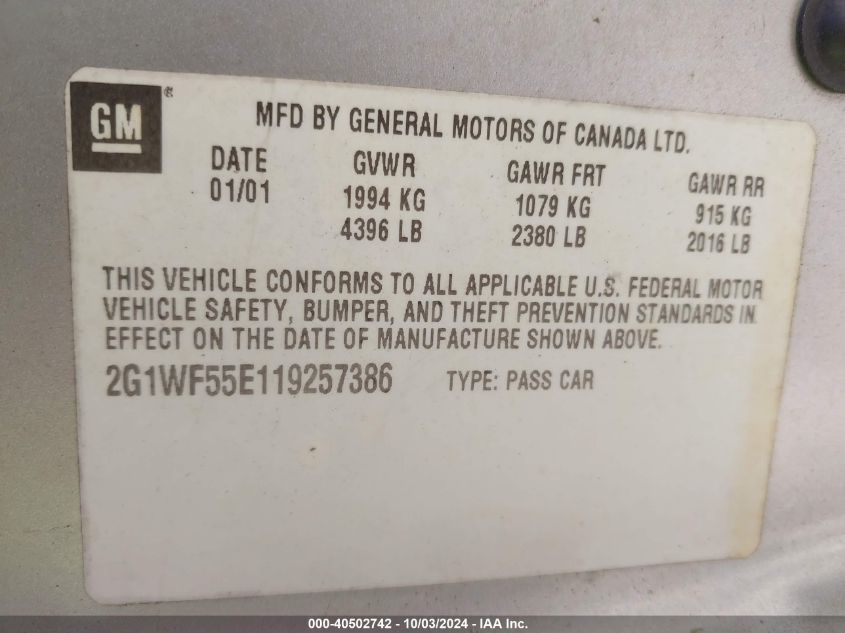 GM ®
MFD BY GENERAL MOTORS OF CANADA LTD.
DATE GVWR GAWR FRT GAWR RR
01/01 1994 KG 1079 KG 915 KG
4396 LB 2380 LB 2016 LB
THIS VEHICLE CONFORMS TO ALL APPLICABLE U.S. FEDERAL MOTOR
VEHICLE SAFETY, BUMPER, AND THEFT PREVENTION STANDARDS IN
EFFECT ON THE DATE OF MANUFACTURE SHOWN ABOVE.
2G1WF55E119257386 TYPE: PASS CAR
000-40502742 - 10/03/2024 - IAA Inc.